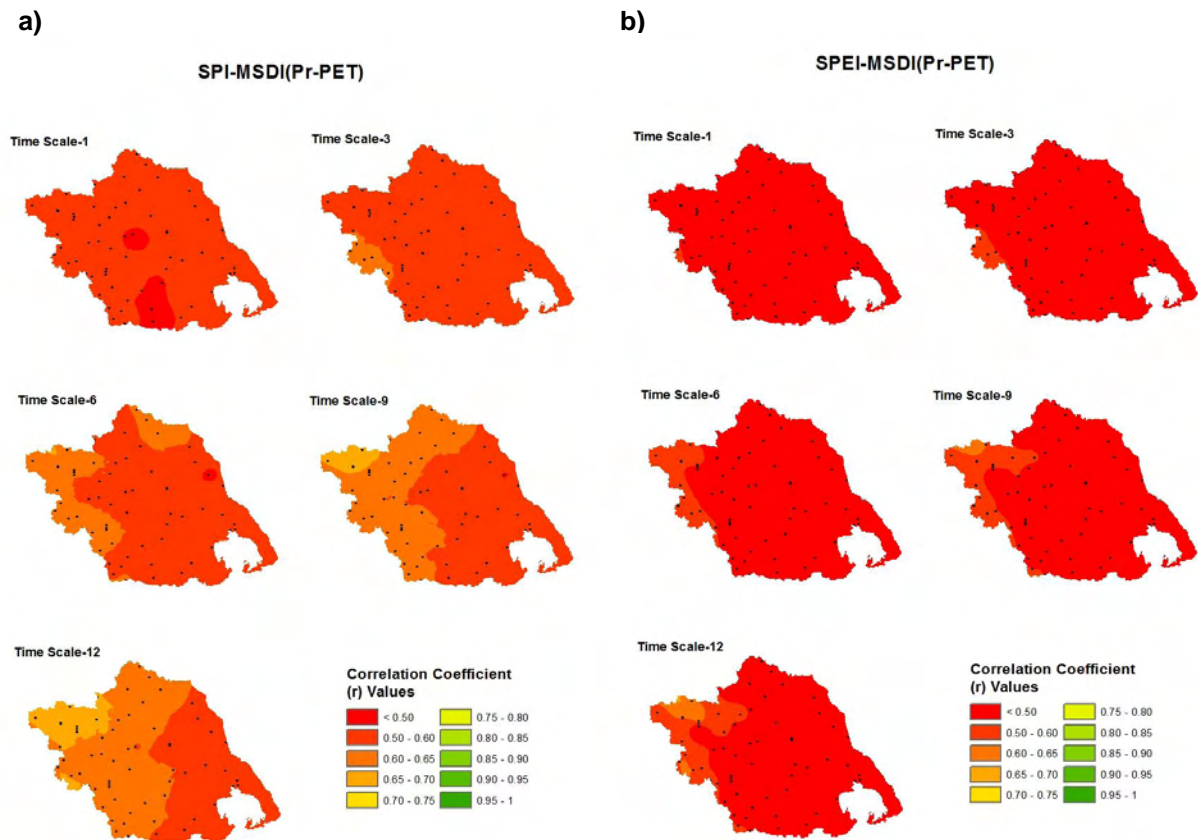 a)
SPI-MSDI(Pr-PET)
Time Scale-1
Time Scale-3
Time Scale-6
Time Scale-9
Time Scale-12
Correlation Coefficient
(r) Values
< 0.50
0.50 - 0.60
0.60 - 0.65
0.65 - 0.70
0.70 - 0.75
0.75 - 0.80
0.80 - 0.85
0.85 - 0.90
0.90 - 0.95
0.95 - 1
b)
SPEI-MSDI(Pr-PET)
Time Scale-1
Time Scale-3
Time Scale-6
Time Scale-9
Time Scale-12
Correlation Coefficient
(r) Values
< 0.50
0.50 - 0.60
0.60 - 0.65
0.65 - 0.70
0.70 - 0.75
0.75 - 0.80
0.80 - 0.85
0.85 - 0.90
0.90 - 0.95
0.95 - 1